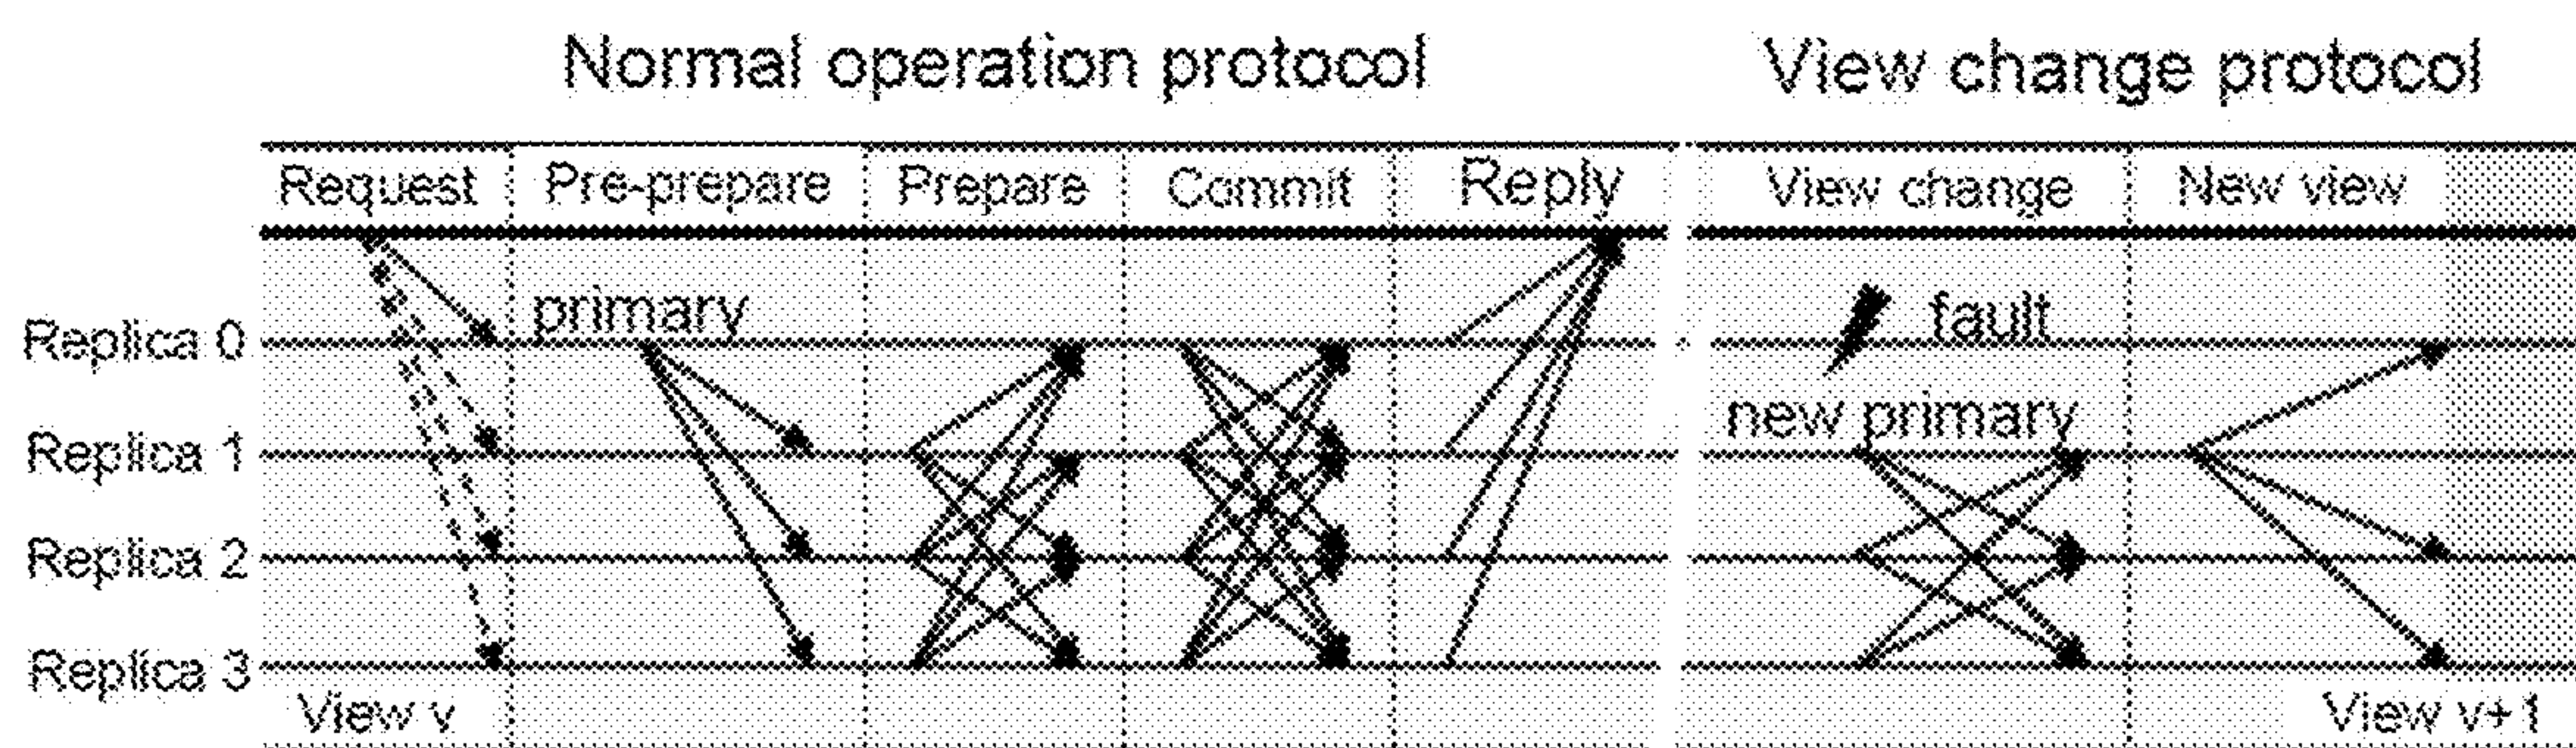 Normal operation protocol
View change protocol
Request Pre-prepare Prepare Commit Reply View change New view
primary
fault
Replica 0
new primary
Replica 1
Replica 2
Replica 3
View v
View v+1